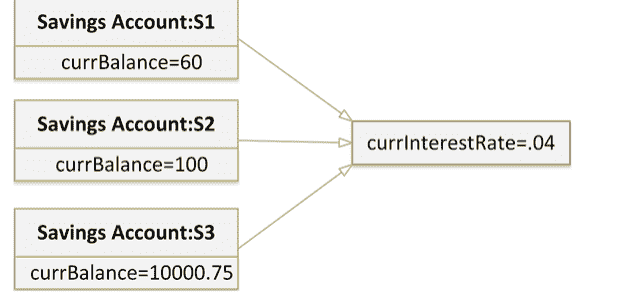 Savings Account:S1
currBalance=60
Savings Account:S2
currBalance=100
currInterestRate=.04
Savings Account:S3
currBalance=10000.75